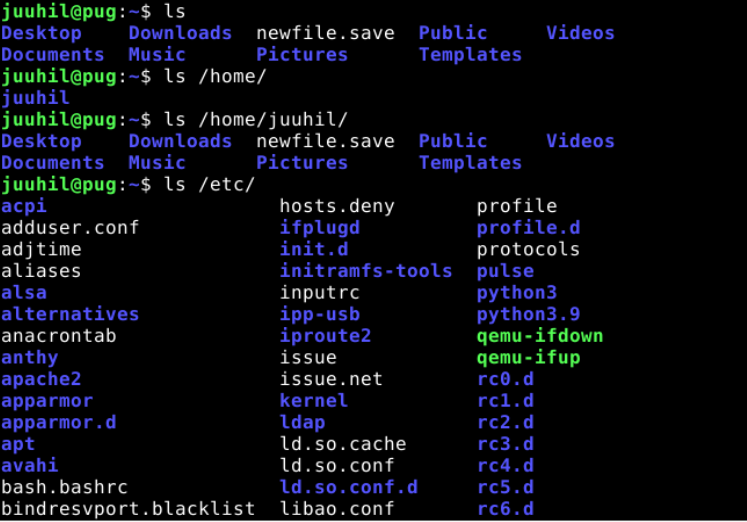 juuhil@pug:~$ ls
Desktop Downloads newfile.save Public Videos
Documents Music Pictures Templates
juuhil@pug:~$ ls /home/
juuhil
juuhil@pug:~$ ls /home/juuhil/
Desktop Downloads newfile.save Public Videos
Documents Music Pictures Templates
juuhil@pug:~$ ls /etc/
acpi hosts.deny profile
adduser.conf ifplugd profile.d
adjtime init.d protocols
aliases initramfs-tools pulse
alsa inputrc python3
alternatives ipp-usb python3.9
anacrontab iproute2 qemu-ifdown
anthy issue qemu-ifup
apache2 issue.net rc0.d
apparmor kernel rc1.d
apparmor.d ldap rc2.d
apt ld.so.cache rc3.d
avahi ld.so.conf rc4.d
bash.bashrc ld.so.conf.d rc5.d
bindresvport.blacklist libao.conf rc6.d